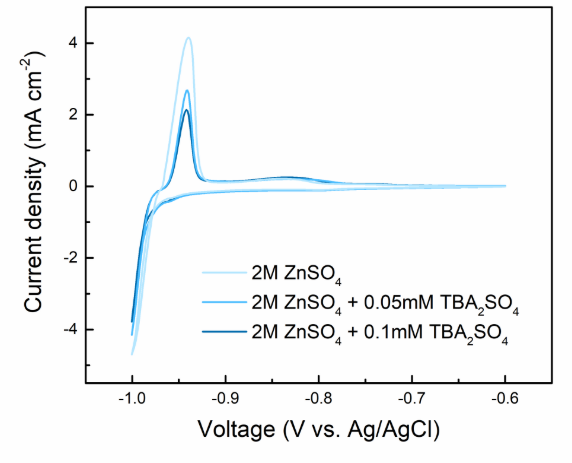 Current density (mA cm⁻²)
4
2
0
-2
-4
2M ZnSO₄
2M ZnSO₄ + 0.05mM TBA₂SO₄
2M ZnSO₄ + 0.1mM TBA₂SO₄
-1.0 -0.9 -0.8 -0.7 -0.6
Voltage (V vs. Ag/AgCl)